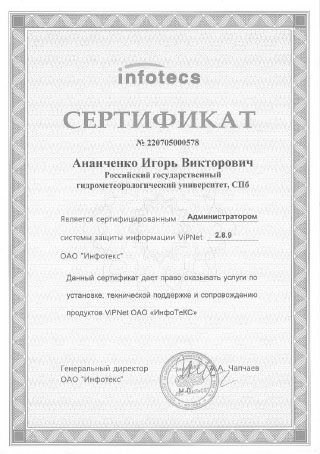 infotecs
СЕРТИФИКАТ
№ 220705000578
Ананченко Игорь Викторович
Российский государственный
гидрометеорологический университет, СПб
Является сертифицированным Администратором
системы защиты информации ViPNet 2.8.9
ОАО "Инфотекс"
Данный сертификат дает право оказывать услуги по
установке, технической поддержке и сопровождению
продуктов ViPNet ОАО «ИнфоТеКС»
Генеральный директор А.А. Чапчаев
ОАО "Инфотекс"
М.П.